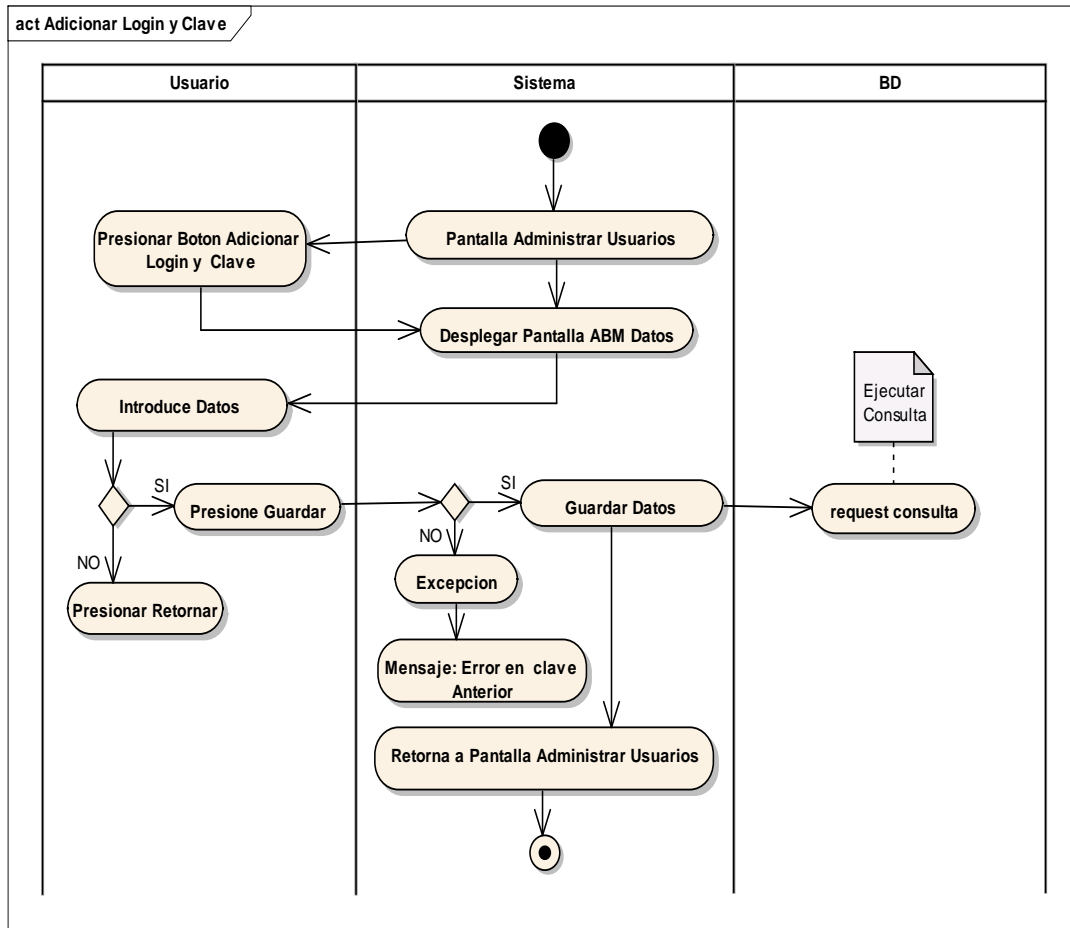 act Adicionar Login y Clave
Usuario
Sistema
BD
Presionar Boton Adicionar
Login y Clave
Pantalla Administrar Usuarios
Desplegar Pantalla ABM Datos
Introduce Datos
Ejecutar
Consulta
SI
Presione Guardar
SI
Guardar Datos
request consulta
NO
Presionar Retornar
NO
Excepcion
Mensaje: Error en clave
Anterior
Retorna a Pantalla Administrar Usuarios